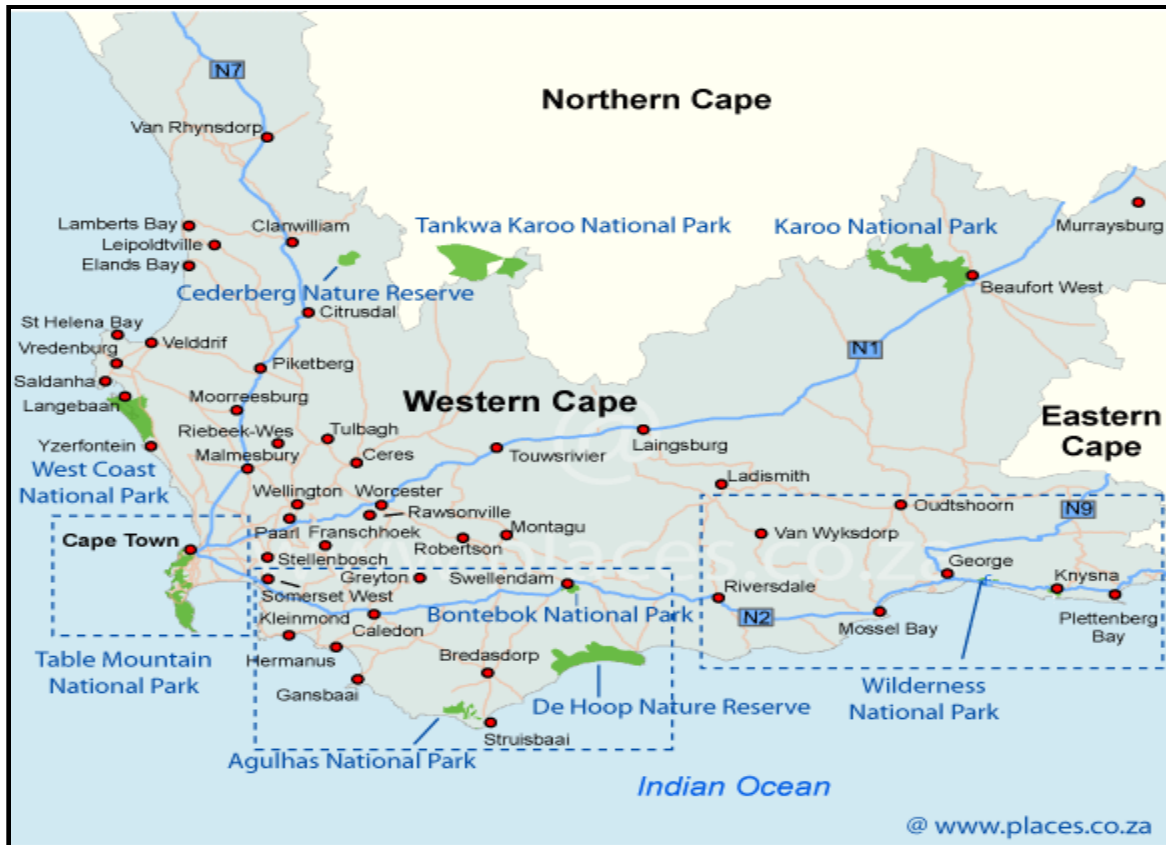 N7
Northern Cape
Van Rhynsdorp
Lamberts Bay
Leipoldtville
Elands Bay
Clanwilliam
Tankwa Karoo National Park
Karoo National Park
Murraysburg
Beaufort West
Cederberg Nature Reserve
Citrusdal
St Helena Bay
Velddrif
Vredenburg
Saldanha
Langebaan
Piketberg
N1
Moorreesburg
Western Cape
Eastern
Cape
Riebeek-Wes
Tulbagh
Laingsburg
Yzerfontein
Malmesbury
Ceres
Touwsrivier
West Coast
National Park
Ladismith
Wellington
Worcester
Rawsonville
Oudtshoorn
N9
Paarl
Franschhoek
Montagu
Van Wyksdorp
Cape Town
Robertson
Stellenbosch
@
www.places.co.za
George
Greyton
Swellendam
Riversdale
Knysna
Somerset West
Bontebok National Park
N2
Kleinmond
Caledon
Mossel Bay
Plettenberg
Bay
Table Mountain
National Park
Hermanus
Bredasdorp
Gansbaai
De Hoop Nature Reserve
Wilderness
National Park
Struisbaai
Agulhas National Park
Indian Ocean
@ www.places.co.za